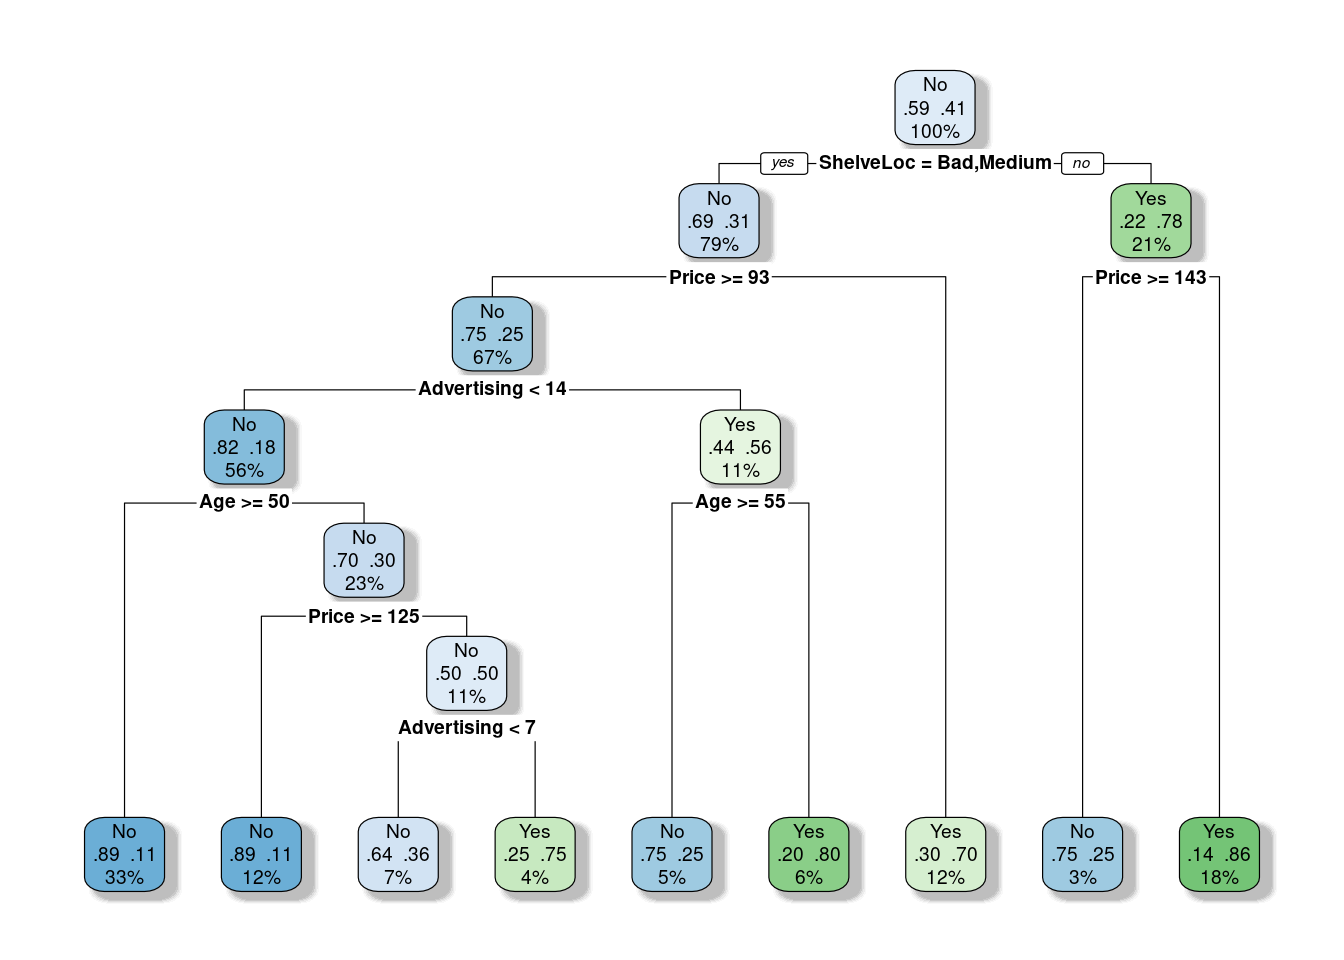 No
.59 .41
100%
yes ShelveLoc = Bad,Medium no
No
.69 .31
79%
Yes
.22 .78
21%
Price >= 93
Price >= 143
No
.75 .25
67%
Advertising < 14
No
.82 .18
56%
Yes
.44 .56
11%
Age >= 50
Age >= 55
No
.70 .30
23%
Price >= 125
No
.50 .50
11%
Advertising < 7
No
.89 .11
33%
No
.89 .11
12%
No
.64 .36
7%
Yes
.25 .75
4%
No
.75 .25
5%
Yes
.20 .80
6%
Yes
.30 .70
12%
No
.75 .25
3%
Yes
.14 .86
18%